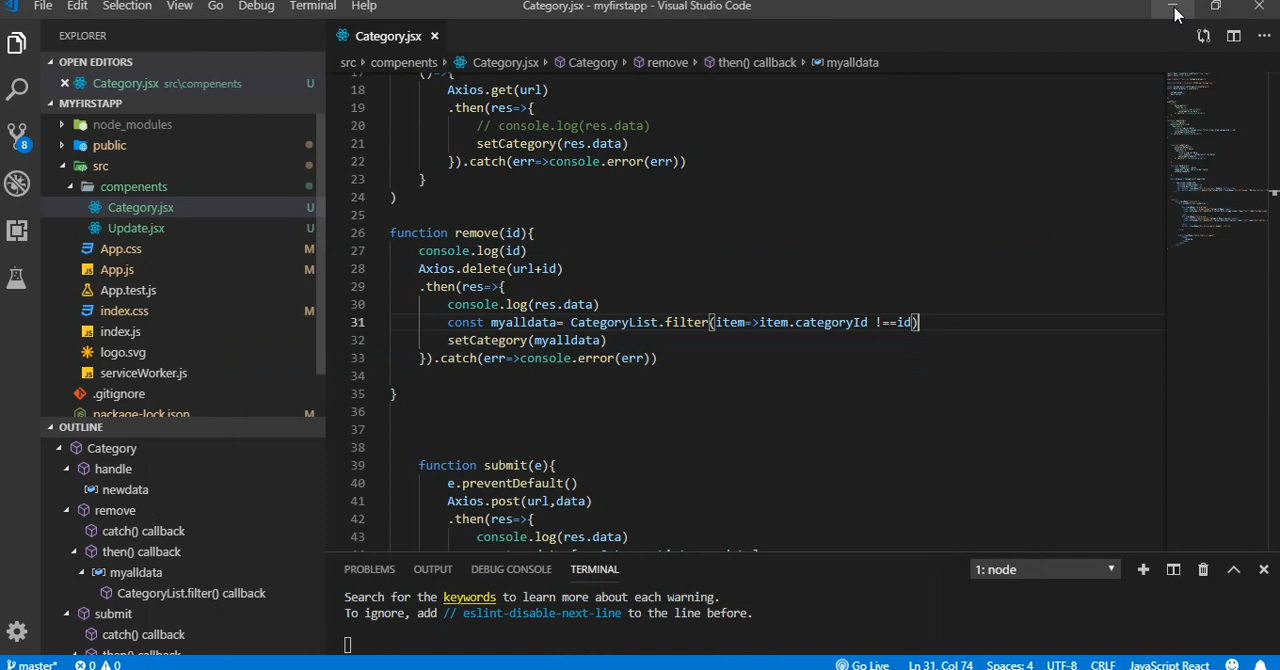 File Edit Selection View Go Debug Terminal Help
Category.jsx - myfirstapp - Visual Studio Code
EXPLORER
OPEN EDITORS
Category.jsx src\compenents U
MYFIRSTAPP
node_modules
public
src
compenents
Category.jsx U
Update.jsx U
App.css M
App.js M
App.test.js
index.css M
index.js
logo.svg
serviceWorker.js
.gitignore
package-lock.json M
OUTLINE
Category
handle
newdata
remove
catch() callback
then() callback
myalldata
CategoryList.filter() callback
submit
catch() callback
then() callback
8
Category.jsx
src › compenents › Category.jsx › Category › remove › then() callback › myalldata
17 ()=>{
18 Axios.get(url)
19 .then(res=>{
20 // console.log(res.data)
21 setCategory(res.data)
22 }).catch(err=>console.error(err))
23 }
24 )
25
26 function remove(id){
27 console.log(id)
28 Axios.delete(url+id)
29 .then(res=>{
30 console.log(res.data)
31 const myalldata= CategoryList.filter(item=>item.categoryId !==id)
32 setCategory(myalldata)
33 }).catch(err=>console.error(err))
34
35 }
36
37
38
39 function submit(e){
40 e.preventDefault()
41 Axios.post(url,data)
42 .then(res=>{
43 console.log(res.data)
PROBLEMS OUTPUT DEBUG CONSOLE TERMINAL
1: node
Search for the keywords to learn more about each warning.
To ignore, add // eslint-disable-next-line to the line before.
master* 0 0 Go Live Ln 31, Col 74 Spaces: 4 UTF-8 CRLF JavaScript React